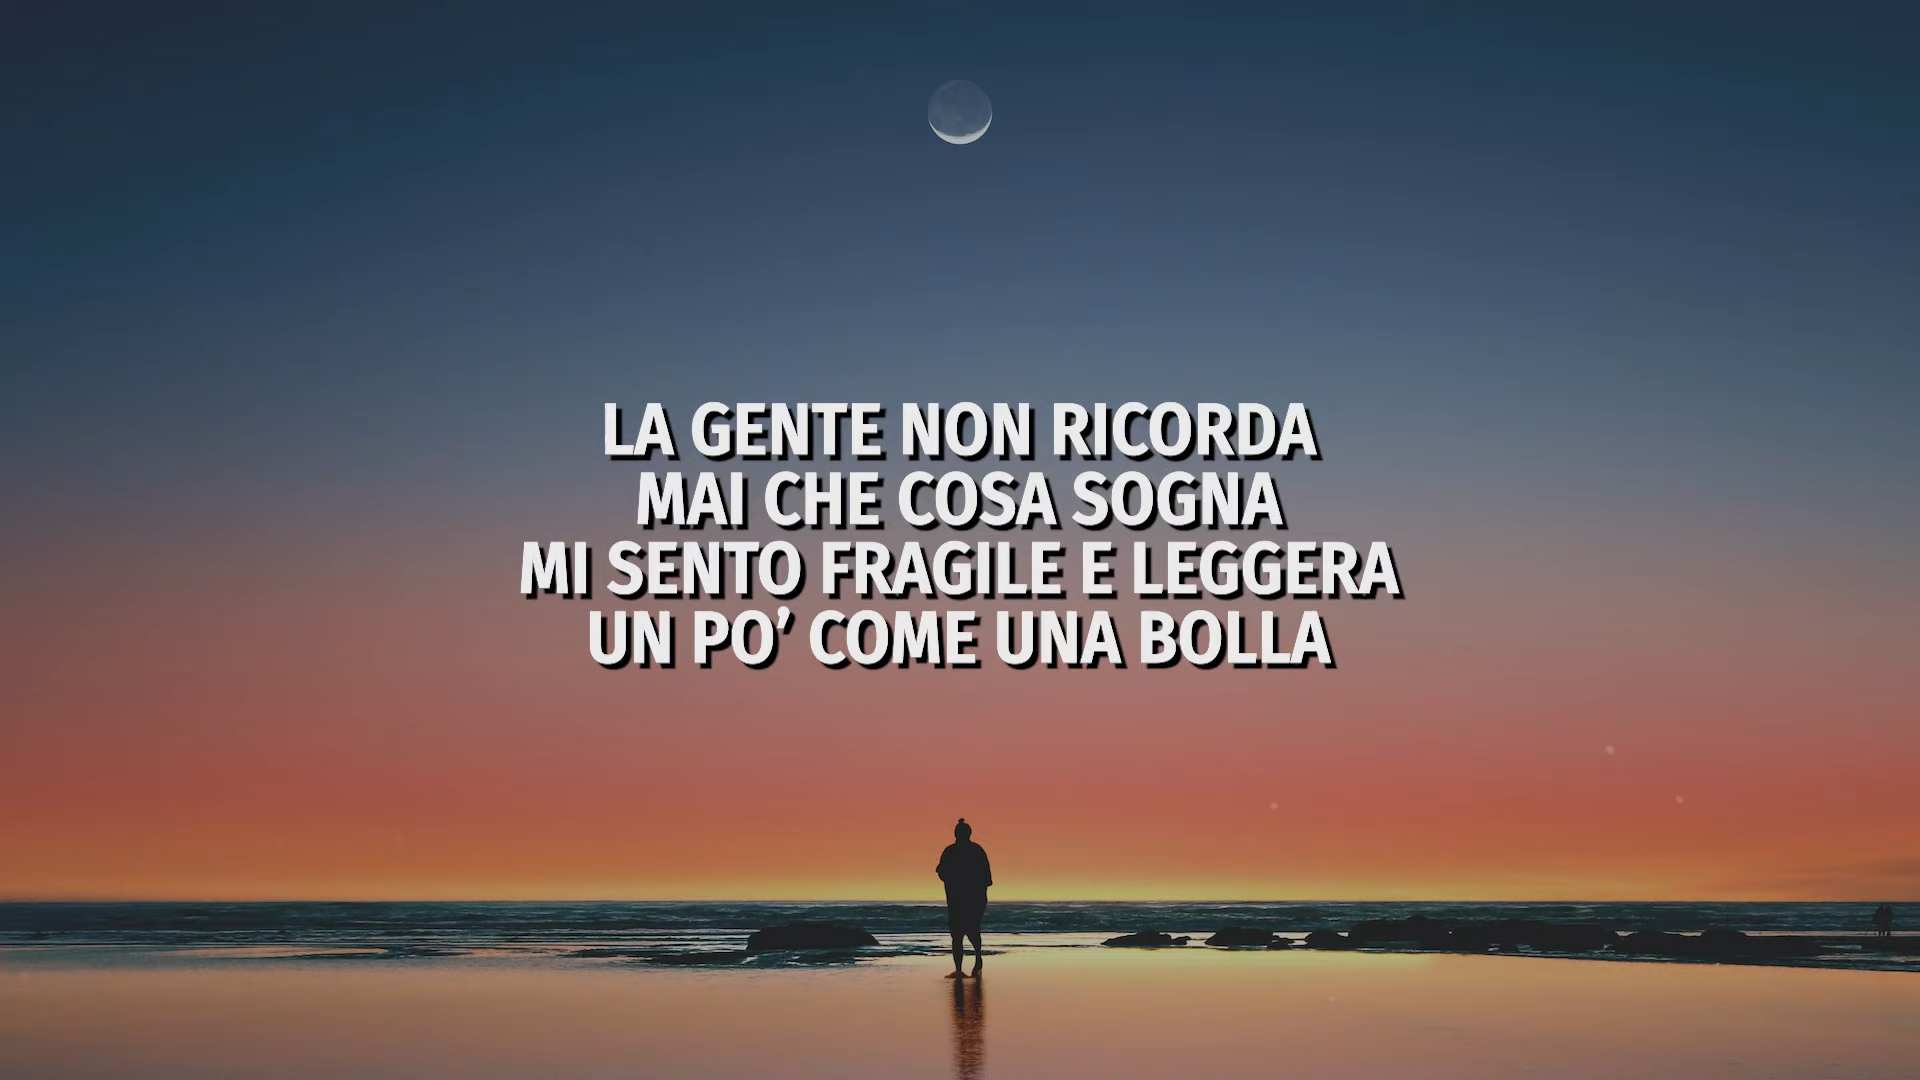 LA GENTE NON RICORDA
MAI CHE COSA SOGNA
MI SENTO FRAGILE E LEGGERA
UN PO’ COME UNA BOLLA